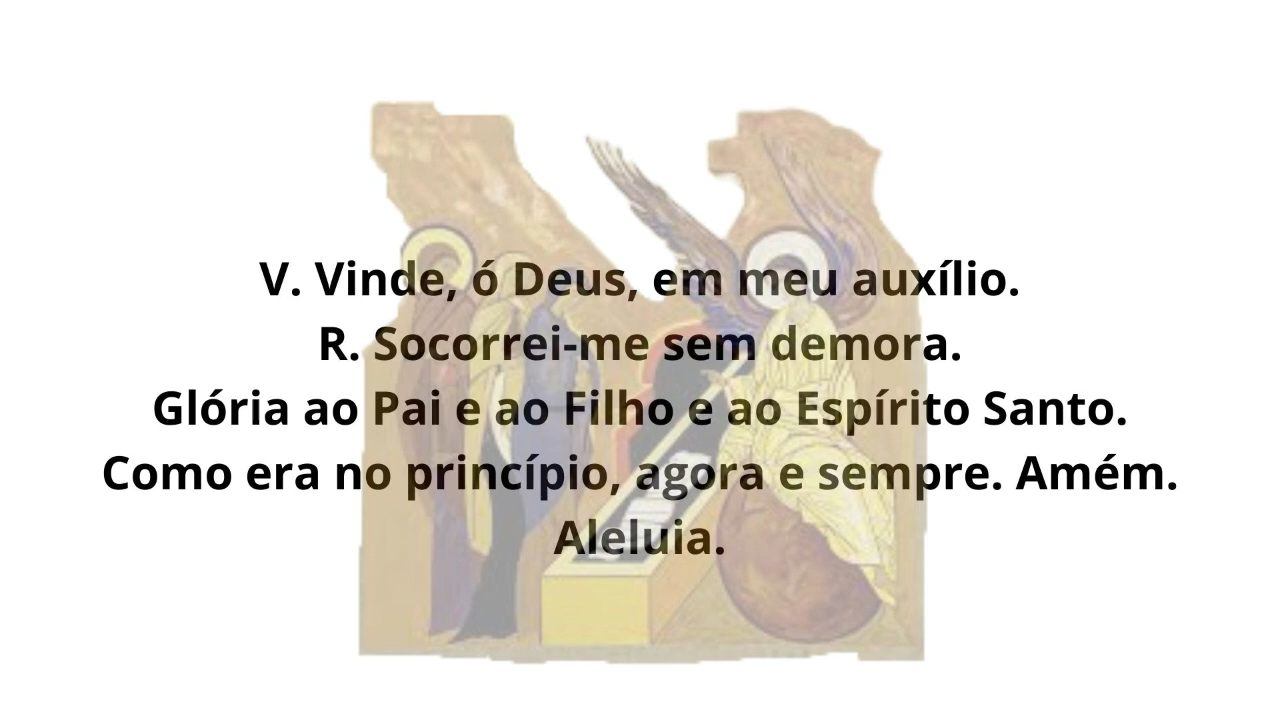 V. Vinde, ó Deus, em meu auxílio.
R. Socorrei-me sem demora.
Glória ao Pai e ao Filho e ao Espírito Santo.
Como era no princípio, agora e sempre. Amém.
Aleluia.